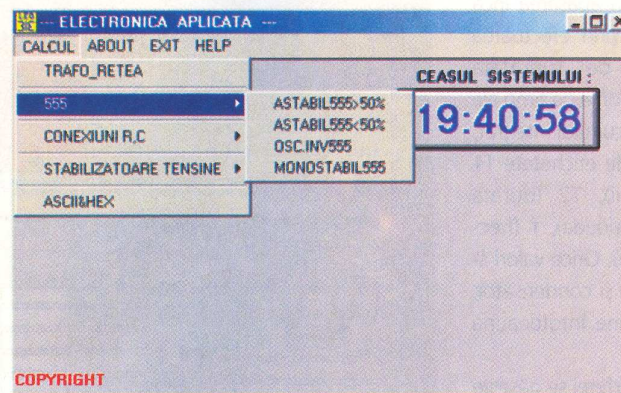 --- ELECTRONICA APLICATA ---
CALCUL ABOUT EXIT HELP
TRAFO_RETEA
555
CONEXIUNI R,C
STABILIZATOARE TENSINE
ASCII&HEX
ASTABIL555>50%
ASTABIL555<50%
OSC.INV555
MONOSTABIL555
CEASUL SISTEMULUI :
19:40:58
COPYRIGHT